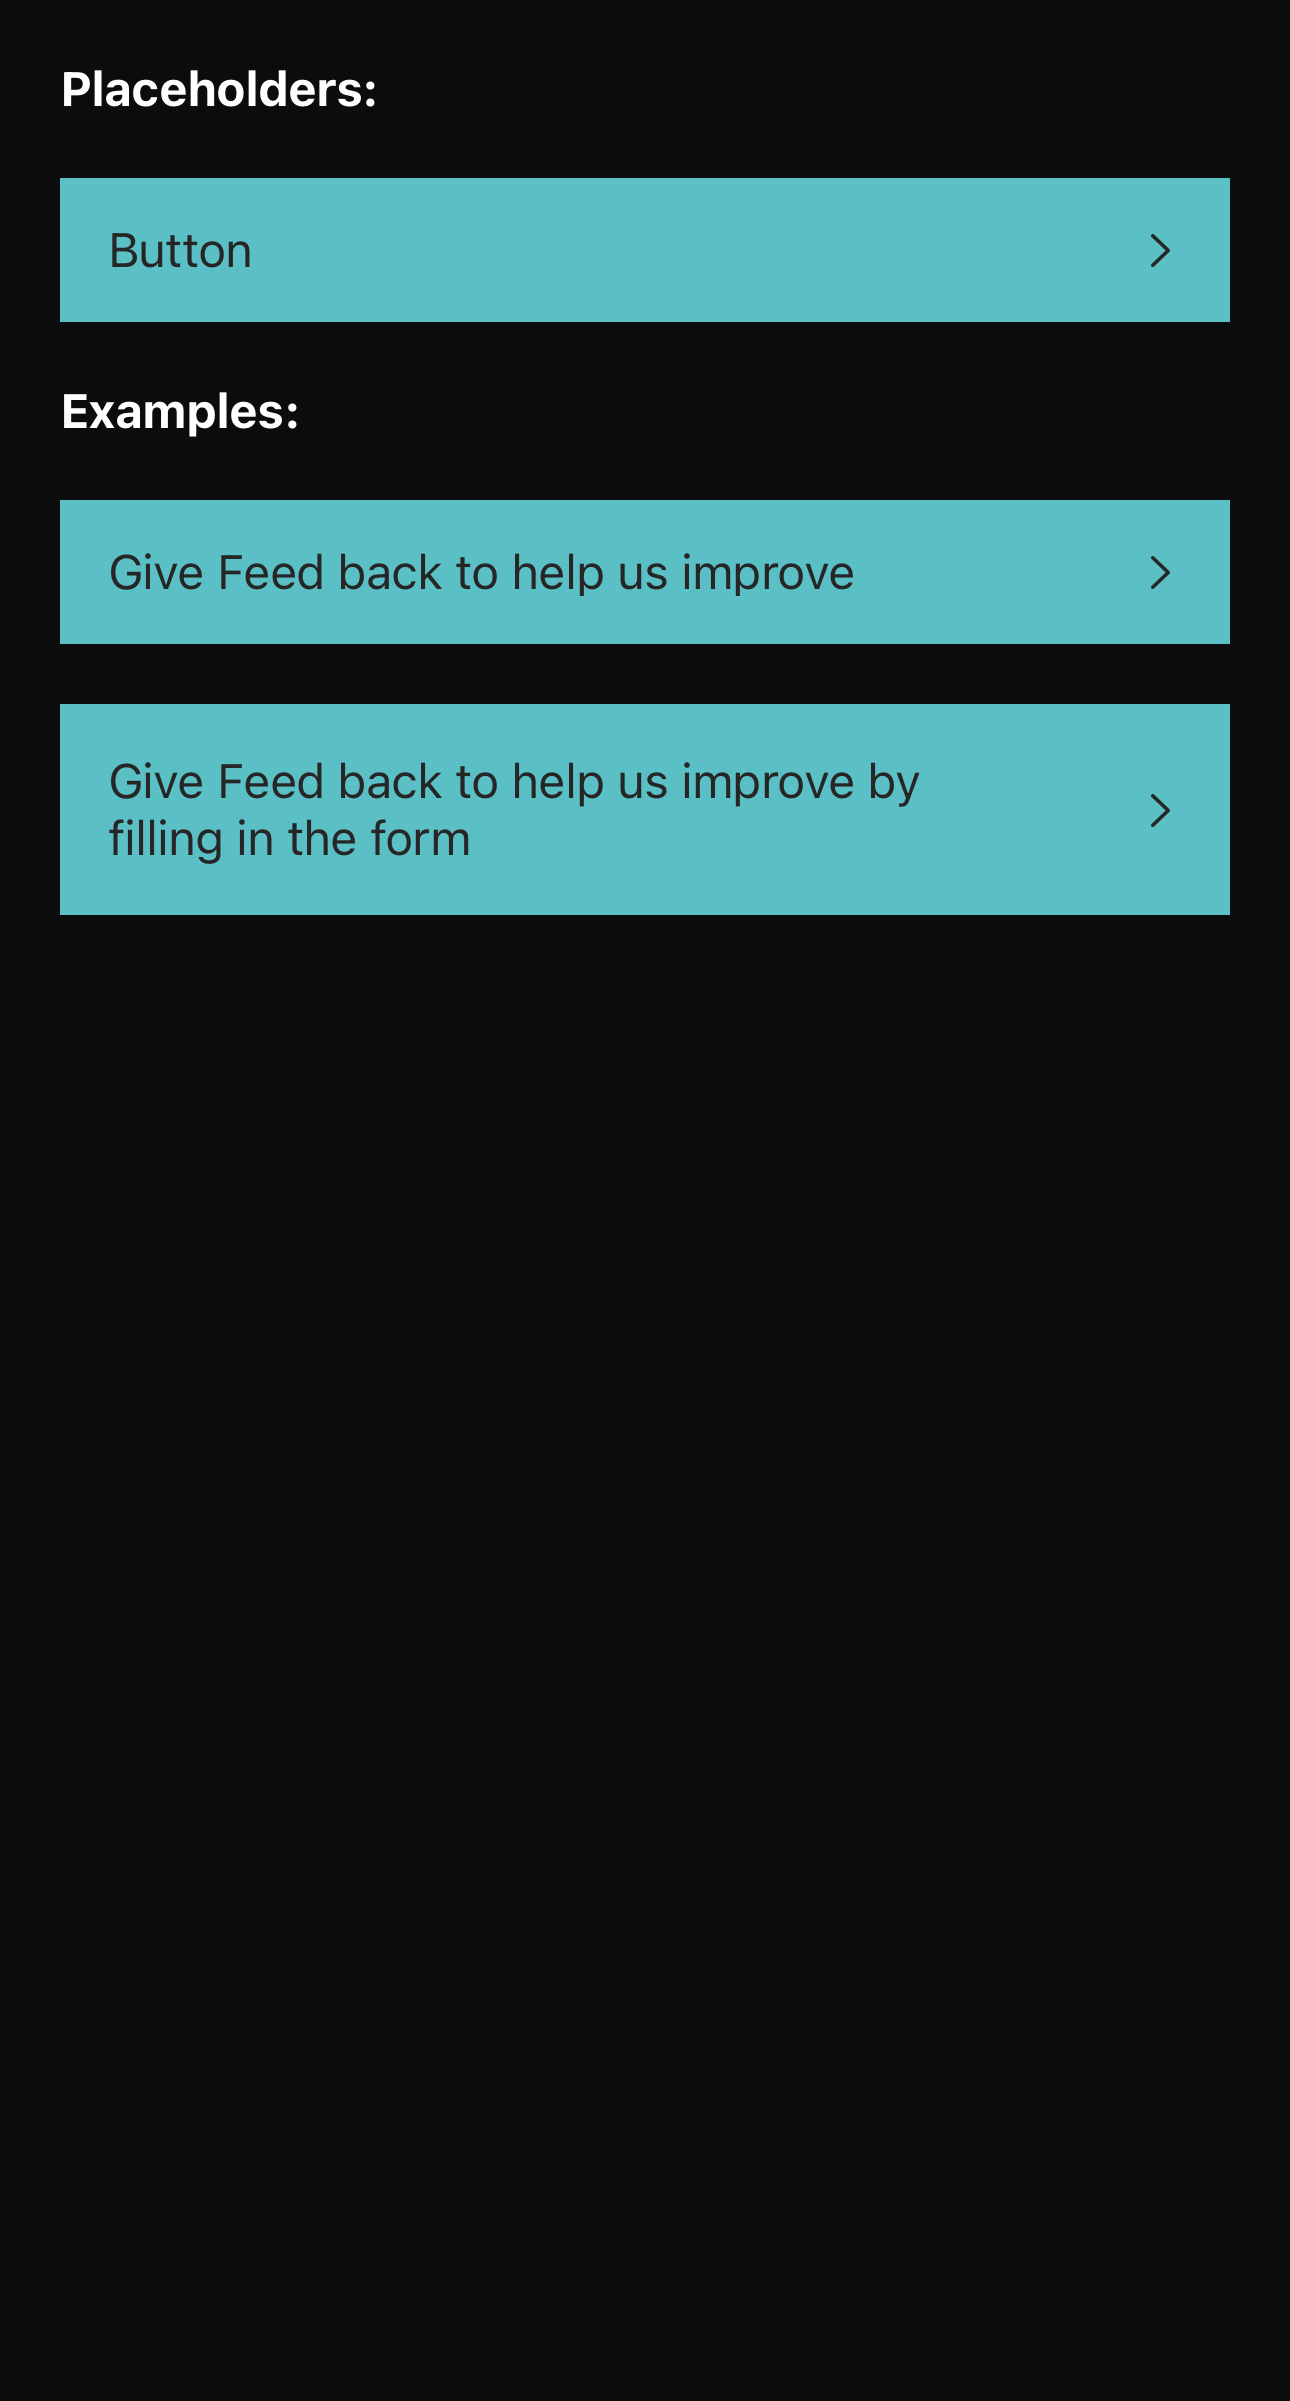 Placeholders:
Button
Examples:
Give Feed back to help us improve
Give Feed back to help us improve by
filling in the form